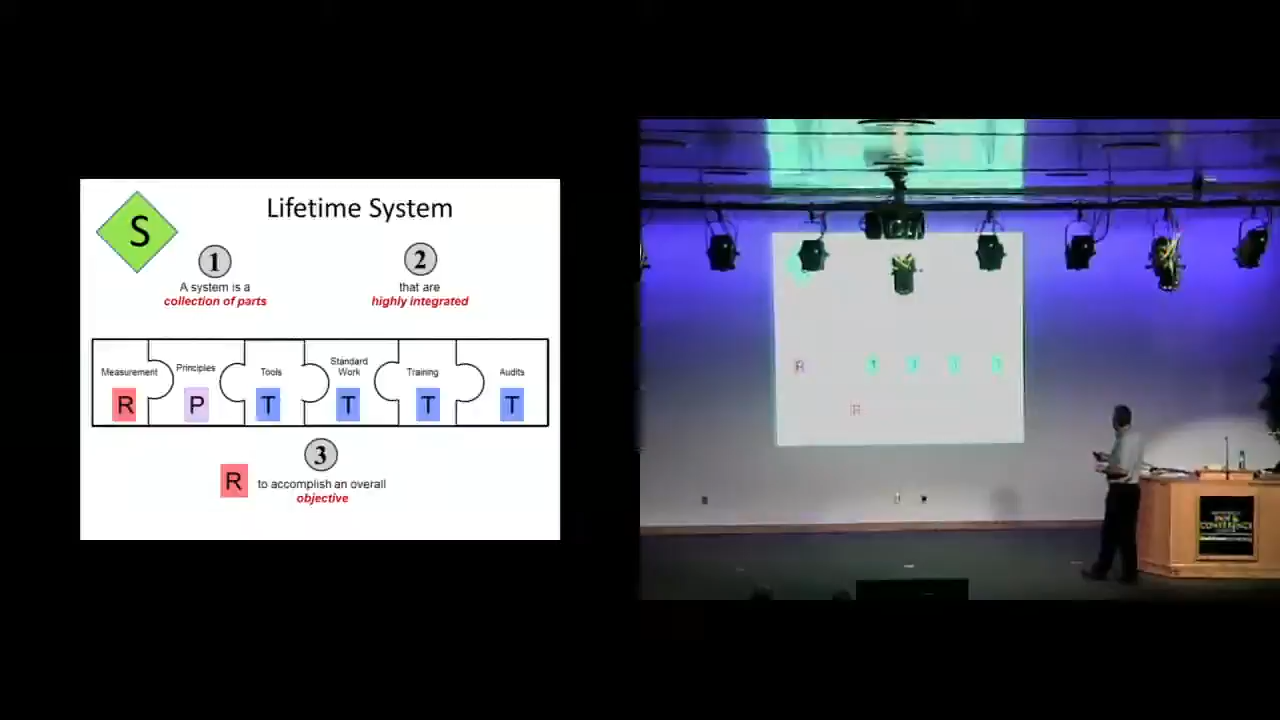 S
Lifetime System
1
A system is a
collection of parts
2
that are
highly integrated
Measurement
R
Principles
P
Tools
T
Standard
Work
T
Training
T
Audits
T
3
R
to accomplish an overall
objective
R
T
T
R
CONFERENCE